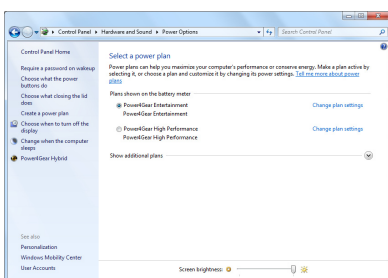 Control Panel ▸ Hardware and Sound ▸ Power Options
Search Control Panel
Control Panel Home
Require a password on wakeup
Choose what the power
buttons do
Choose what closing the lid
does
Create a power plan
Choose when to turn off the
display
Change when the computer
sleeps
Power4Gear Hybrid
See also
Personalization
Windows Mobility Center
User Accounts
Select a power plan
Power plans can help you maximize your computer's performance or conserve energy. Make a plan active by
selecting it, or choose a plan and customize it by changing its power settings. Tell me more about power
plans
Plans shown on the battery meter
Power4Gear Entertainment Change plan settings
Power4Gear Entertainment
Power4Gear High Performance Change plan settings
Power4Gear High Performance
Show additional plans
Screen brightness: